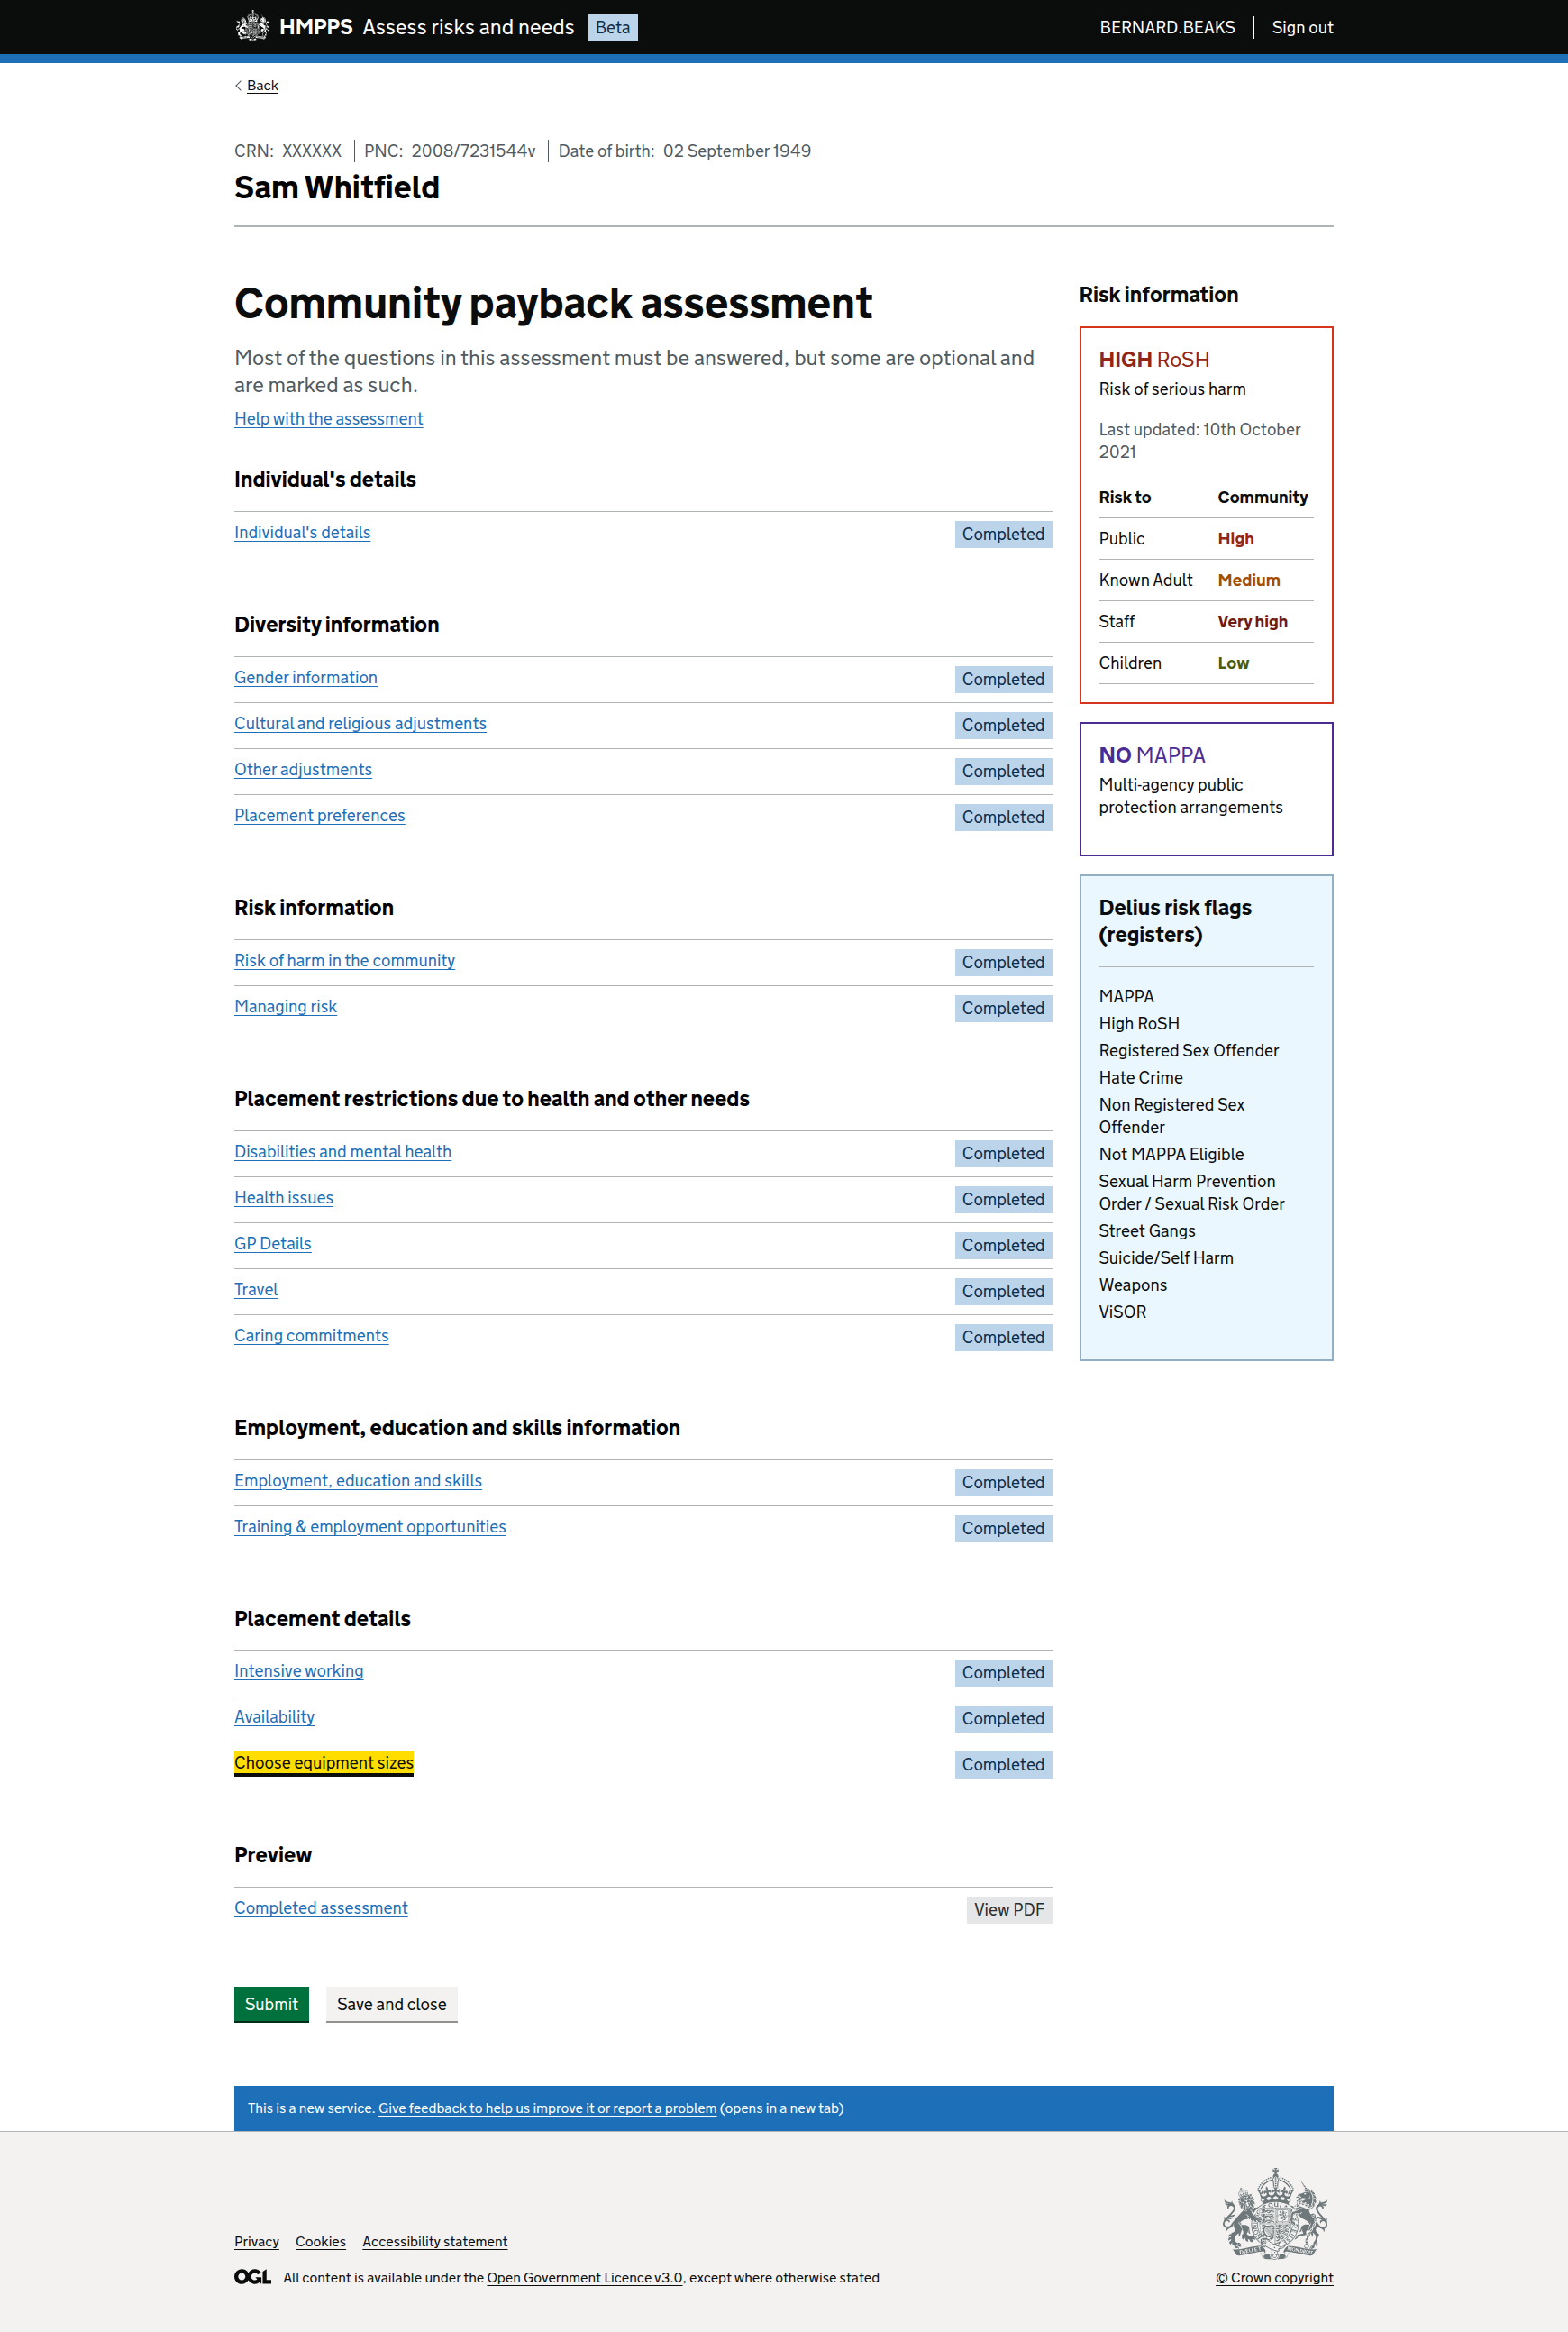 HMPPS Assess risks and needs Beta
BERNARD.BEAKS Sign out
Back
CRN: XXXXXX PNC: 2008/7231544v Date of birth: 02 September 1949
Sam Whitfield
Community payback assessment
Most of the questions in this assessment must be answered, but some are optional and
are marked as such.
Help with the assessment
Individual's details
Individual's details Completed
Diversity information
Gender information Completed
Cultural and religious adjustments Completed
Other adjustments Completed
Placement preferences Completed
Risk information
Risk of harm in the community Completed
Managing risk Completed
Placement restrictions due to health and other needs
Disabilities and mental health Completed
Health issues Completed
GP Details Completed
Travel Completed
Caring commitments Completed
Employment, education and skills information
Employment, education and skills Completed
Training & employment opportunities Completed
Placement details
Intensive working Completed
Availability Completed
Choose equipment sizes Completed
Preview
Completed assessment View PDF
Submit Save and close
Risk information
HIGH RoSH
Risk of serious harm
Last updated: 10th October
2021
Risk to Community
Public High
Known Adult Medium
Staff Very high
Children Low
NO MAPPA
Multi-agency public
protection arrangements
Delius risk flags
(registers)
MAPPA
High RoSH
Registered Sex Offender
Hate Crime
Non Registered Sex
Offender
Not MAPPA Eligible
Sexual Harm Prevention
Order / Sexual Risk Order
Street Gangs
Suicide/Self Harm
Weapons
ViSOR
This is a new service. Give feedback to help us improve it or report a problem (opens in a new tab)
Privacy Cookies Accessibility statement
OGL All content is available under the Open Government Licence v3.0, except where otherwise stated
© Crown copyright